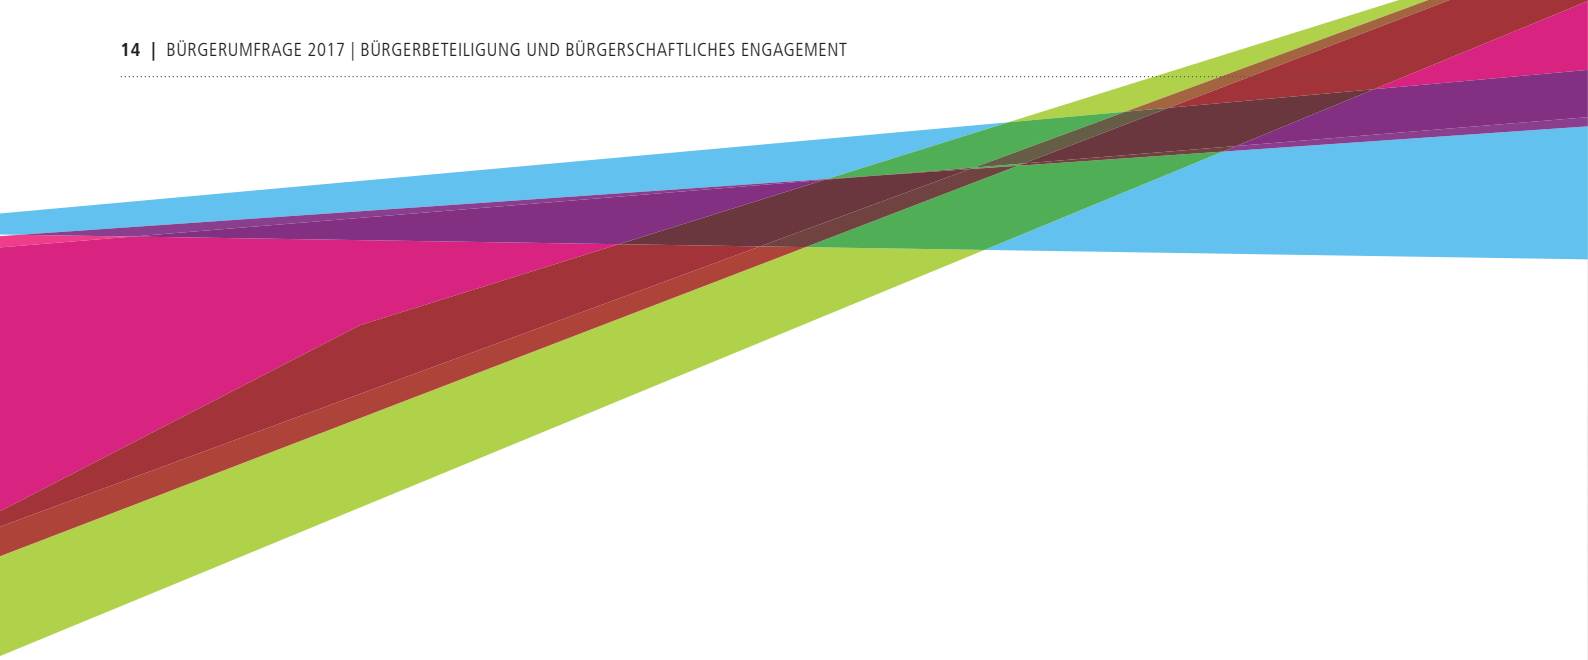 14 | BÜRGERUMFRAGE 2017 | BÜRGERBETEILIGUNG UND BÜRGERSCHAFTLICHES ENGAGEMENT